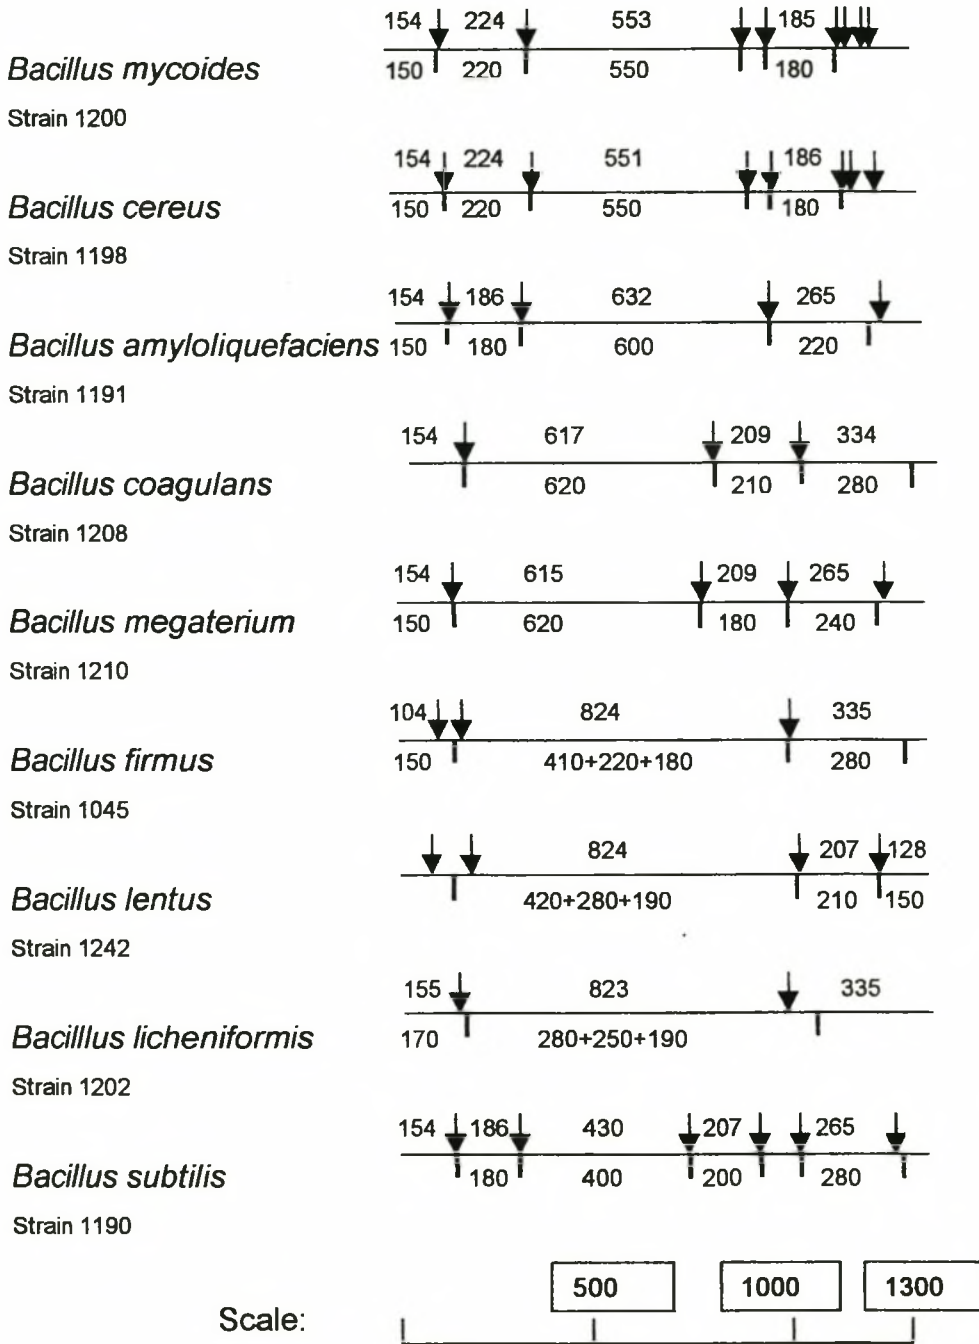 154 224 553 185
Bacillus mycoides 150 220 550 180
Strain 1200
154 224 551 186
Bacillus cereus 150 220 550 180
Strain 1198
154 186 632 265
Bacillus amyloliquefaciens 150 180 600 220
Strain 1191
154 617 209 334
Bacillus coagulans 620 210 280
Strain 1208
154 615 209 265
Bacillus megaterium 150 620 180 240
Strain 1210
104 824 335
Bacillus firmus 150 410+220+180 280
Strain 1045
824 207 128
Bacillus lentus 420+280+190 210 150
Strain 1242
155 823 335
Bacilllus licheniformis 170 280+250+190
Strain 1202
154 186 430 207 265
Bacillus subtilis 180 400 200 280
Strain 1190
500 1000 1300
Scale: